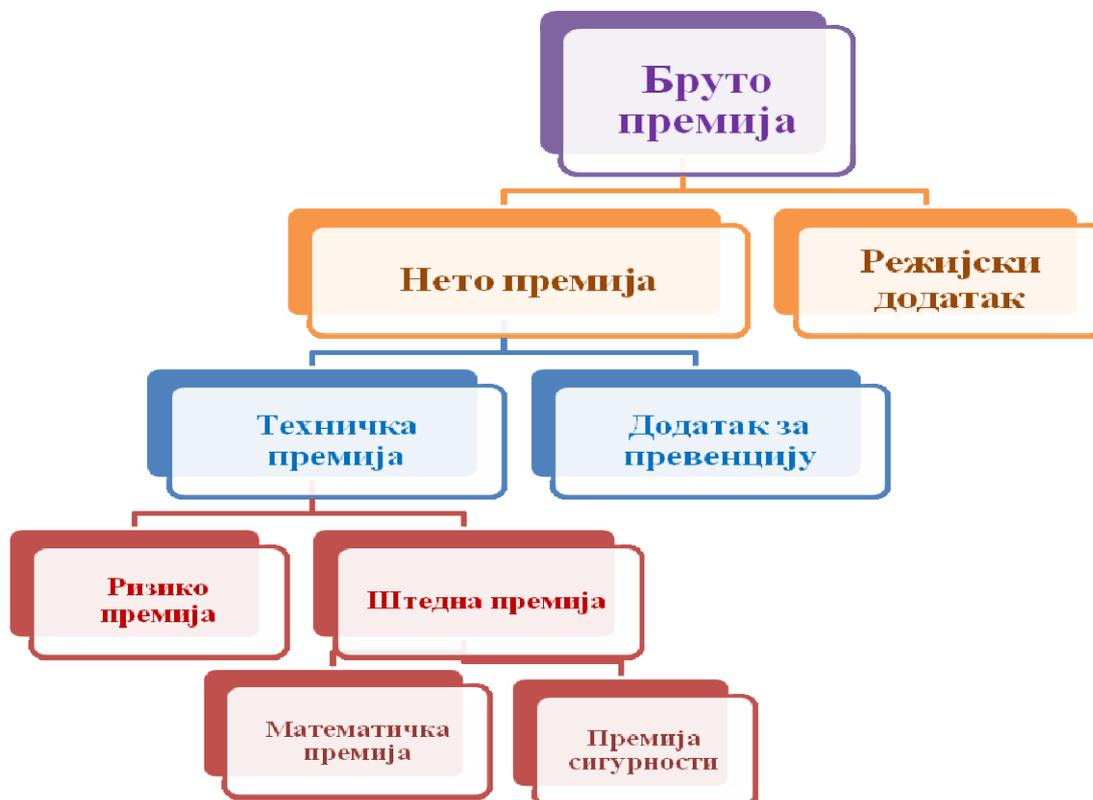 Бруто
премија
Нето премија
Режијски
додатак
Техничка
премија
Додатак за
превенцију
Ризико
премија
Штедна премија
Математичка
премија
Премија
сигурности